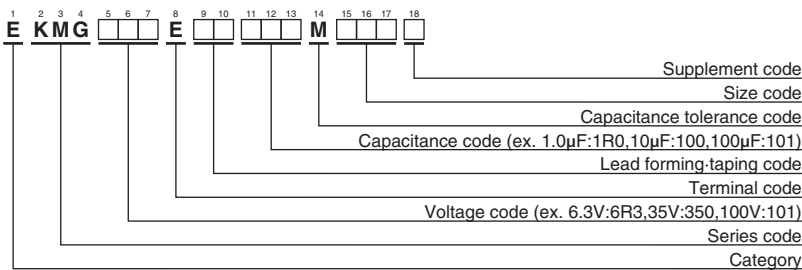 1 2 3 4 5 6 7 8 9 10 11 12 13 14 15 16 17 18
E KMG E M
Supplement code
Size code
Capacitance tolerance code
Capacitance code (ex. 1.0µF:1R0,10µF:100,100µF:101)
Lead forming·taping code
Terminal code
Voltage code (ex. 6.3V:6R3,35V:350,100V:101)
Series code
Category